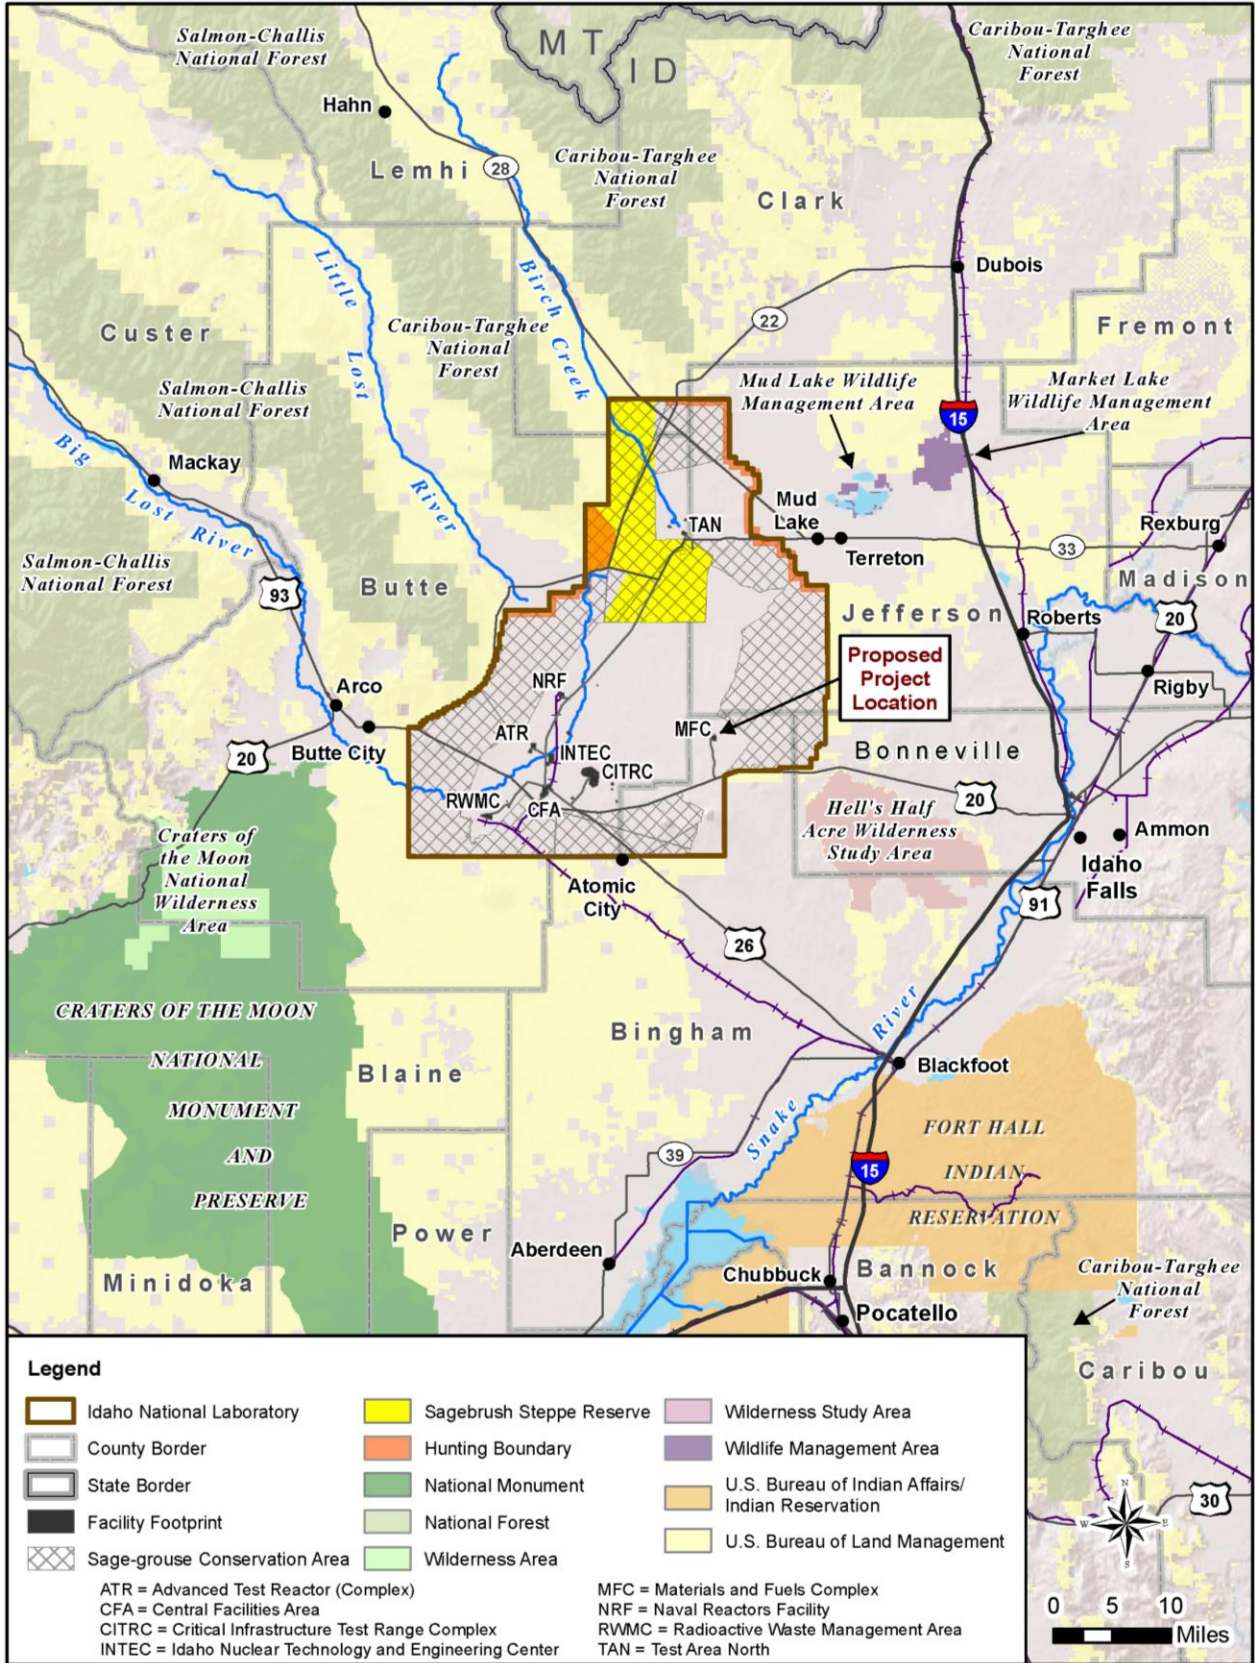 Salmon-Challis
National Forest
M T
I D
Caribou-Targhee
National
Forest
Hahn
Lemhi
28
Caribou-Targhee
National
Forest
Clark
Little
Lost
River
Birch Creek
Dubois
22
Custer
Caribou-Targhee
National
Forest
Fremont
Salmon-Challis
National Forest
Mud Lake Wildlife
Management Area
Market Lake
Wildlife Management
Area
15
Big
Lost River
Mackay
TAN
Mud
Lake
Terreton
Rexburg
33
Salmon-Challis
National Forest
93
Butte
Madison
Jefferson
Roberts
20
Proposed
Project
Location
Rigby
NRF
Arco
Butte City
20
ATR
INTEC
CITRC
MFC
Bonneville
RWMC
CFA
20
Hell's Half
Acre Wilderness
Study Area
Ammon
Idaho
Falls
Craters of
the Moon
National
Wilderness
Area
Atomic
City
91
26
CRATERS OF THE MOON
NATIONAL
MONUMENT
AND
PRESERVE
Bingham
Snake
River
Blackfoot
Blaine
FORT HALL
INDIAN
RESERVATION
39
15
Power
Aberdeen
Minidoka
Chubbuck
Bannock
Pocatello
Caribou-Targhee
National
Forest
Caribou
30
Legend
Idaho National Laboratory
County Border
State Border
Facility Footprint
Sage-grouse Conservation Area
Sagebrush Steppe Reserve
Hunting Boundary
National Monument
National Forest
Wilderness Area
Wilderness Study Area
Wildlife Management Area
U.S. Bureau of Indian Affairs/
Indian Reservation
U.S. Bureau of Land Management
ATR = Advanced Test Reactor (Complex)
CFA = Central Facilities Area
CITRC = Critical Infrastructure Test Range Complex
INTEC = Idaho Nuclear Technology and Engineering Center
MFC = Materials and Fuels Complex
NRF = Naval Reactors Facility
RWMC = Radioactive Waste Management Area
TAN = Test Area North
N
W
E
S
0 5 10
Miles